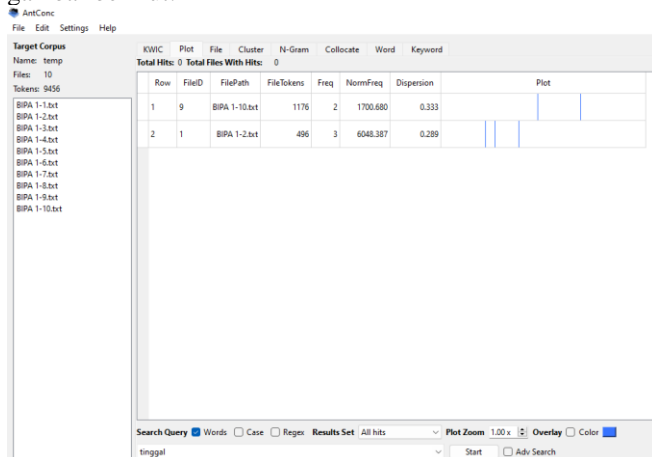 AntConc
File Edit Settings Help
Target Corpus
Name: temp
Files: 10
Tokens: 9456
BIPA 1-1.txt
BIPA 1-2.txt
BIPA 1-3.txt
BIPA 1-4.txt
BIPA 1-5.txt
BIPA 1-6.txt
BIPA 1-7.txt
BIPA 1-8.txt
BIPA 1-9.txt
BIPA 1-10.txt
KWIC Plot File Cluster N-Gram Collocate Word Keyword
Total Hits: 0 Total Files With Hits: 0
Row FileID FilePath FileTokens Freq NormFreq Dispersion Plot
1 9 BIPA 1-10.txt 1176 2 1700.680 0.333
2 1 BIPA 1-2.txt 496 3 6048.387 0.289
Search Query Words Case Regex Results Set All hits Plot Zoom 1.00 x Overlay Color
tinggal Start Adv Search